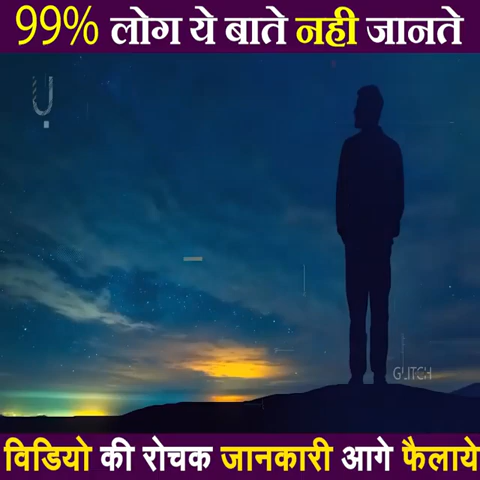 99% लोग ये बाते नही जानते
GLITCH
विडियो की रोचक जानकारी आगे फैलाये